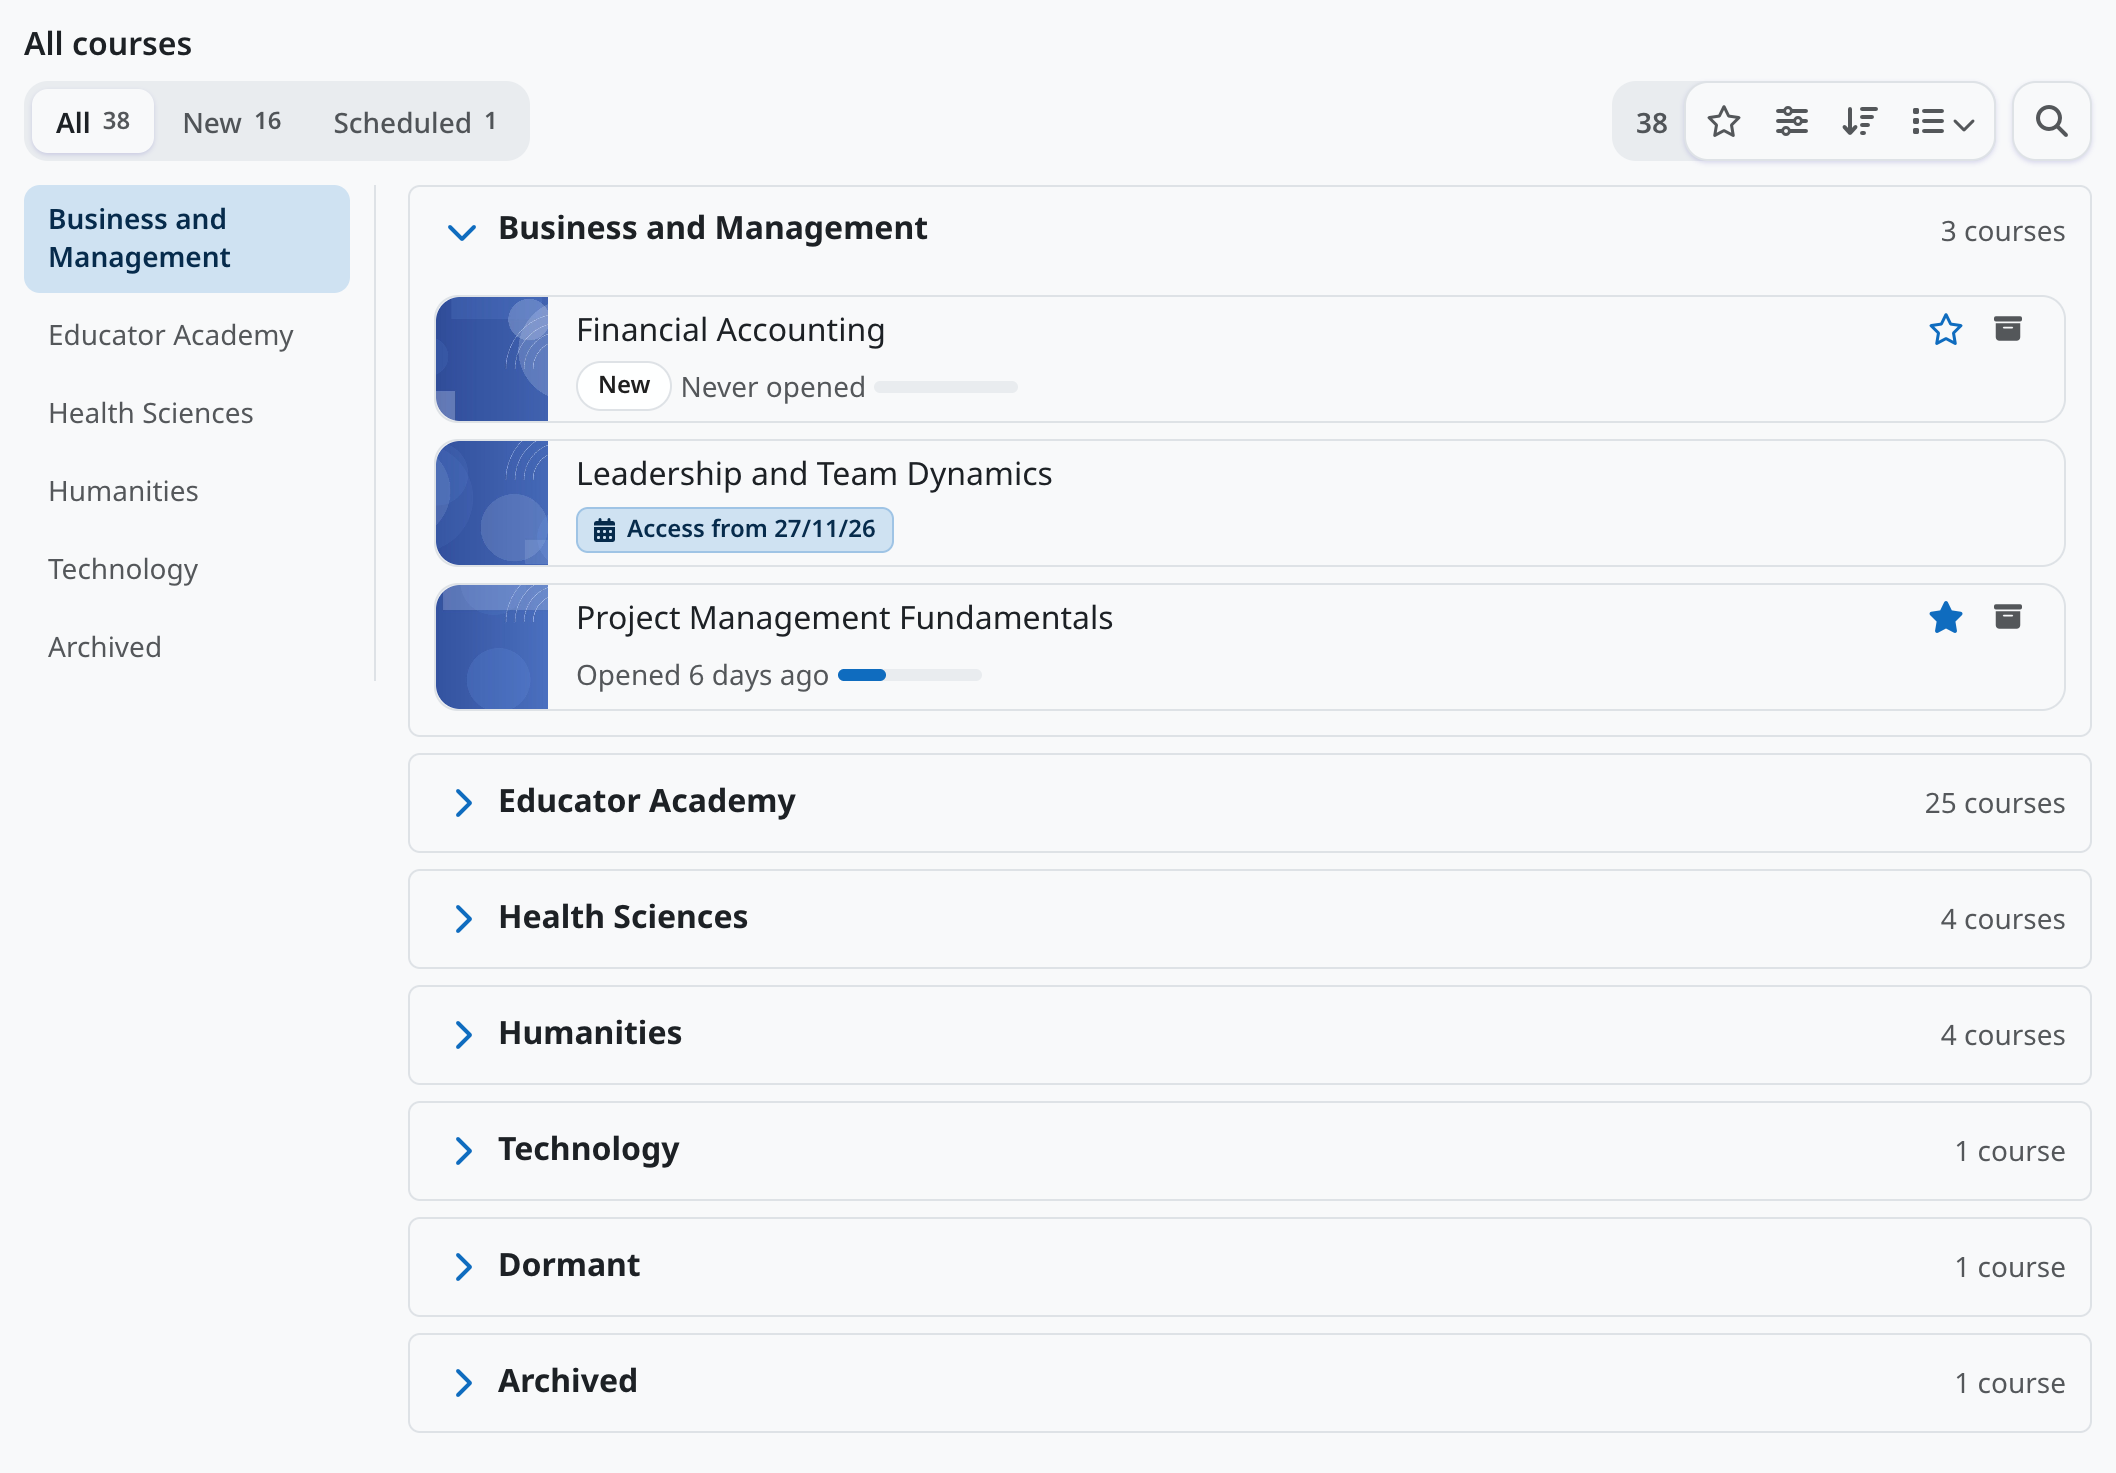 All courses
All 38
New 16
Scheduled 1
38
Business and
Management
Educator Academy
Health Sciences
Humanities
Technology
Archived
Business and Management
3 courses
Financial Accounting
New Never opened
Leadership and Team Dynamics
Access from 27/11/26
Project Management Fundamentals
Opened 6 days ago
Educator Academy
25 courses
Health Sciences
4 courses
Humanities
4 courses
Technology
1 course
Dormant
1 course
Archived
1 course